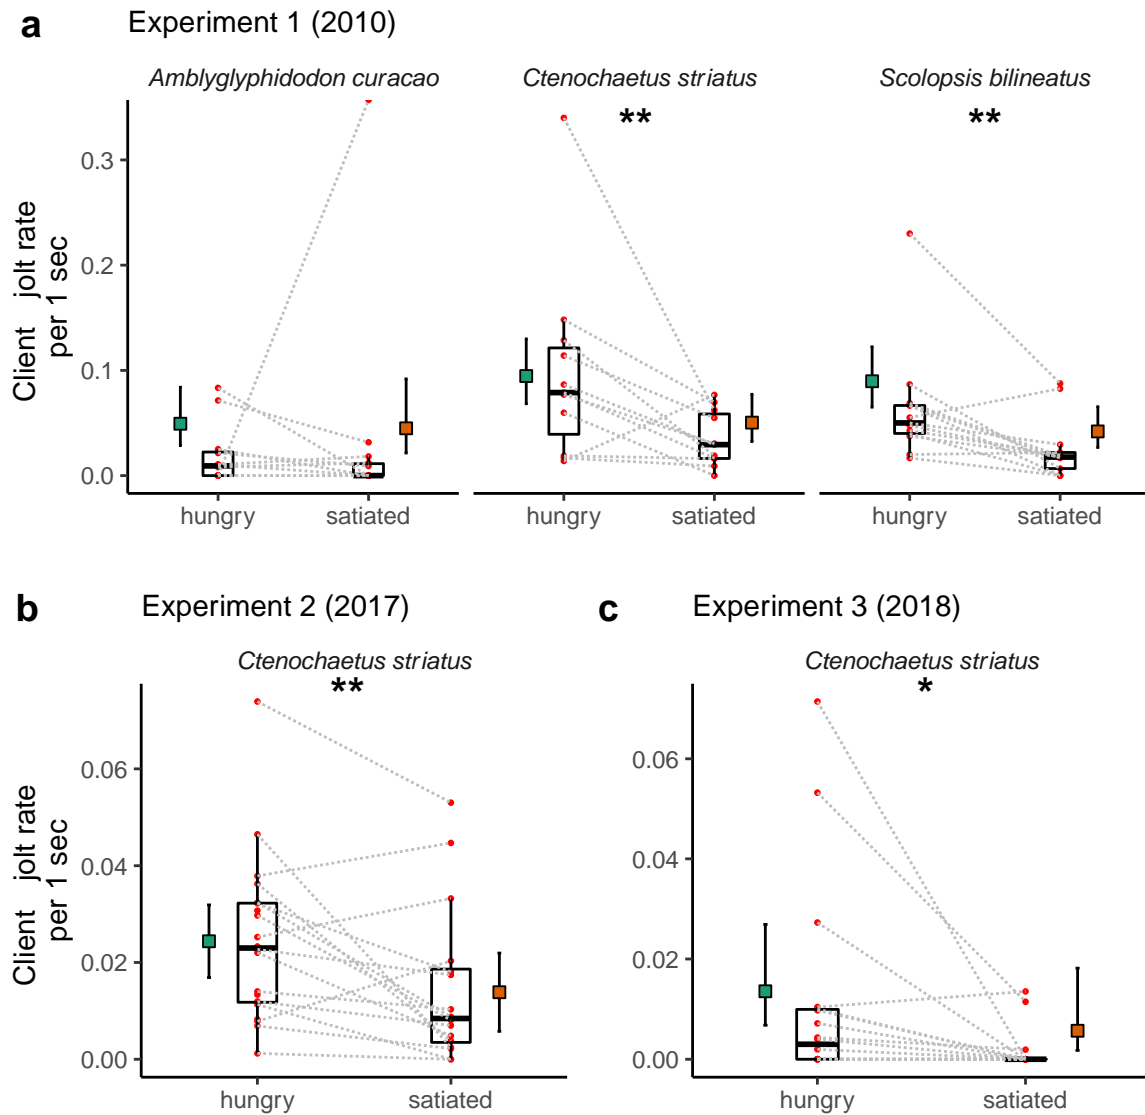 a Experiment 1 (2010)
Amblyglyphidodon curacao Ctenochaetus striatus Scolopsis bilineatus
** **
0.3
0.2
0.1
0.0
Client jolt rate
per 1 sec
hungry satiated hungry satiated hungry satiated
b Experiment 2 (2017)
Ctenochaetus striatus
**
0.06
0.04
0.02
0.00
Client jolt rate
per 1 sec
hungry satiated
c Experiment 3 (2018)
Ctenochaetus striatus
*
0.06
0.04
0.02
0.00
hungry satiated